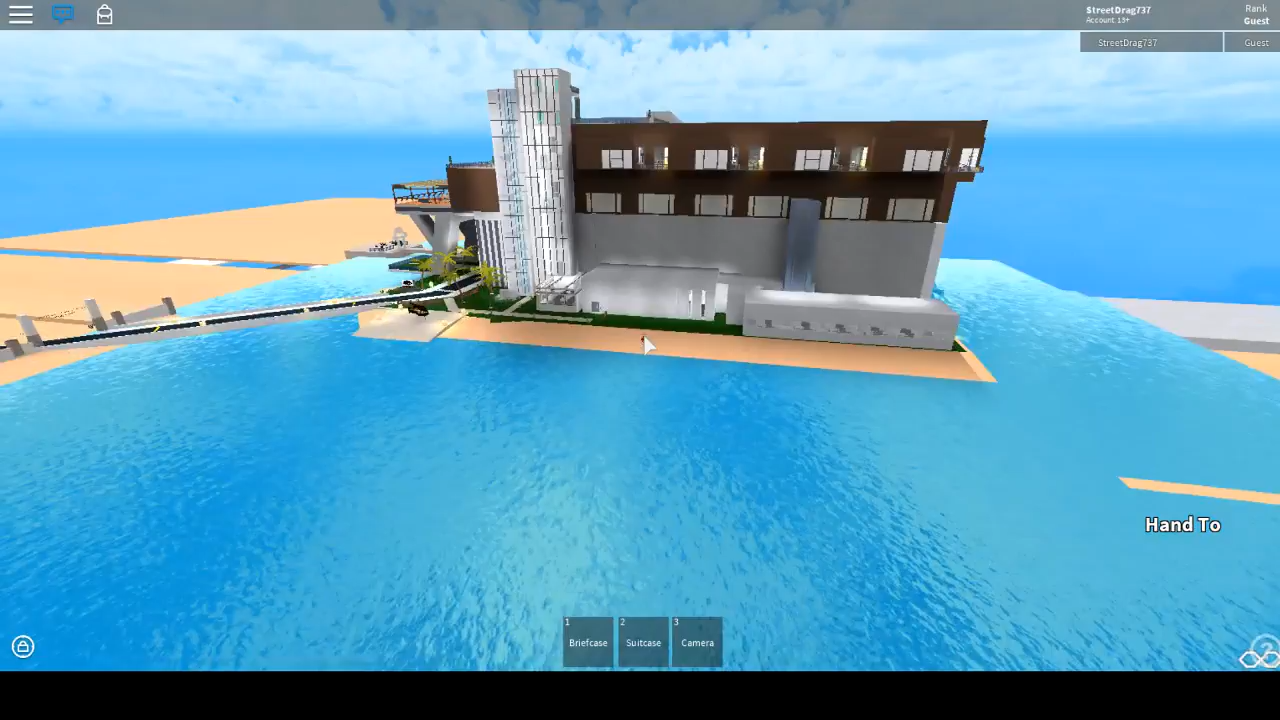 StreetDrag737
Account: 13+
Rank
Guest
StreetDrag737
Guest
Hand To
1
Briefcase
2
Suitcase
3
Camera